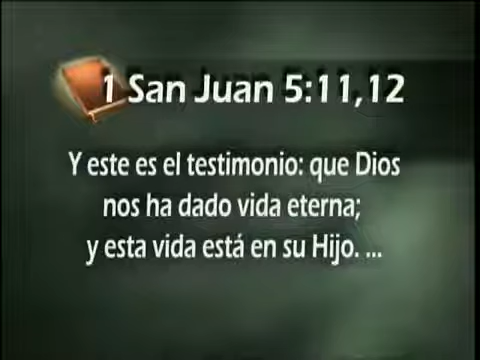 1 San Juan 5:11,12
Y este es el testimonio: que Dios
nos ha dado vida eterna;
y esta vida está en su Hijo. ...